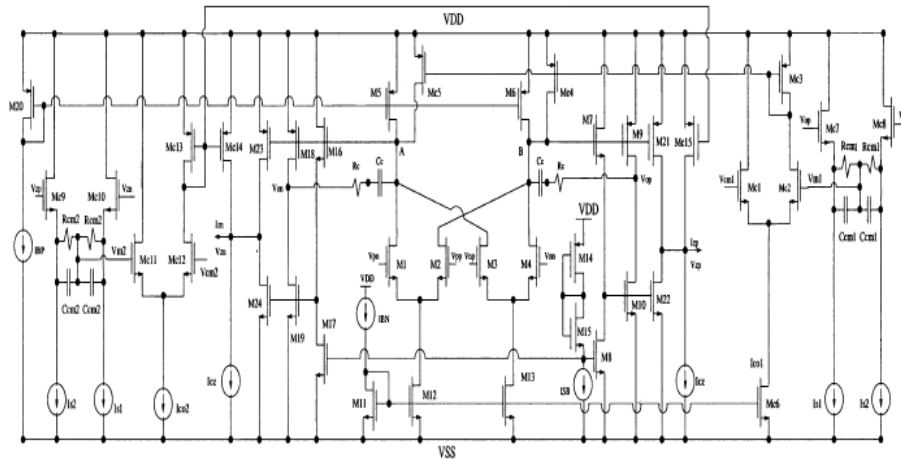 VDD
M20
M5
Mc5
M6
Mc4
M7
Mc3
Mc7
Mc8
Vop
Mc13
Mc14
M23
M18
M16
A
B
M9
M21
Mc15
Rcm1
Rcm1
Vzp
Mc9
Mc10
Vzn
Von
Rc
Cc
Cc
Rc
Vop
Vcm1
Mc1
Mc2
Vm1
Rcm2
Rcm2
Vm2
Mc11
Mc12
Vcm2
Izn
Vzn
VDD
Izp
Vzp
Ccm1
Ccm1
IBP
Vpn
M1
M2
Vpp
Vnp
M3
M4
Vnn
M14
Ccm2
Ccm2
M24
M19
M17
VDD
IBN
M15
M8
M10
M22
Ico1
Is2
Is1
Ico2
Icz
M11
M12
M13
ISB
Icz
Mc6
Is1
Is2
VSS